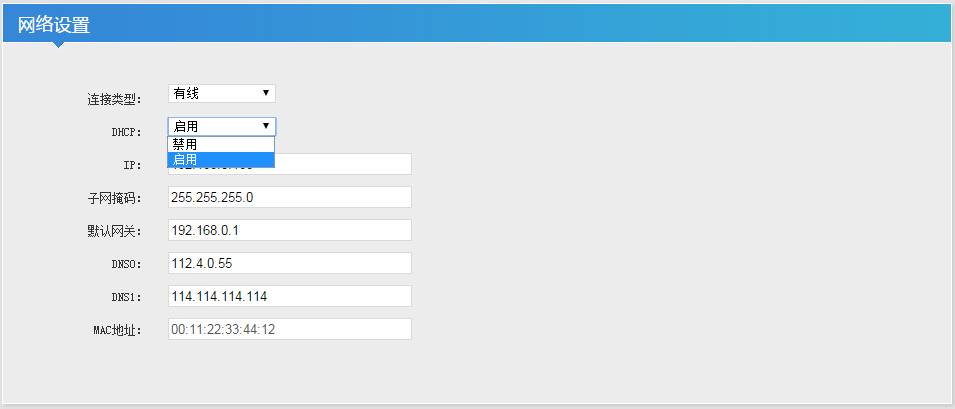 网络设置
连接类型： 有线
DHCP： 启用
禁用
启用
IP：
子网掩码： 255.255.255.0
默认网关： 192.168.0.1
DNS0： 112.4.0.55
DNS1： 114.114.114.114
MAC地址： 00:11:22:33:44:12